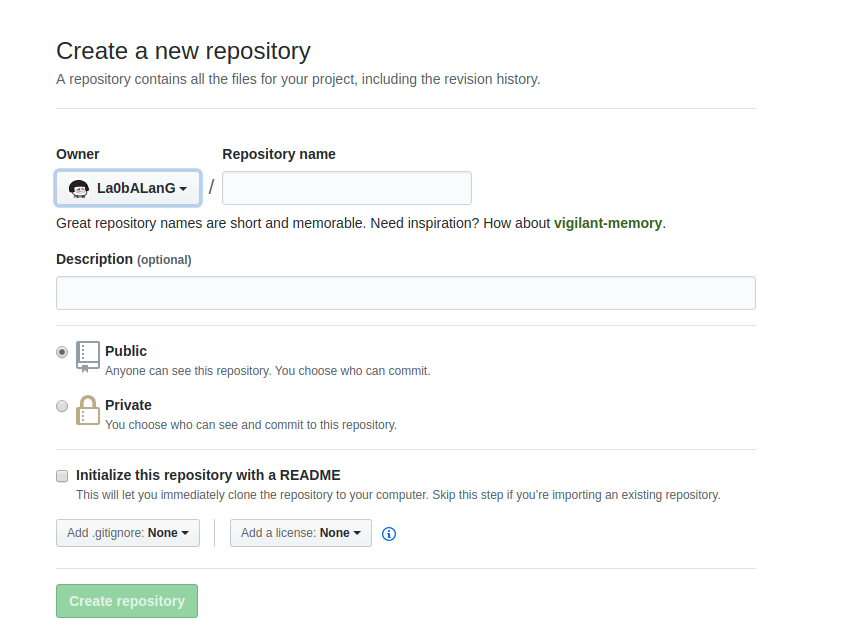 Create a new repository
A repository contains all the files for your project, including the revision history.
Owner Repository name
La0bALanG /
Great repository names are short and memorable. Need inspiration? How about vigilant-memory.
Description (optional)
Public
Anyone can see this repository. You choose who can commit.
Private
You choose who can see and commit to this repository.
Initialize this repository with a README
This will let you immediately clone the repository to your computer. Skip this step if you’re importing an existing repository.
Add .gitignore: None Add a license: None
Create repository